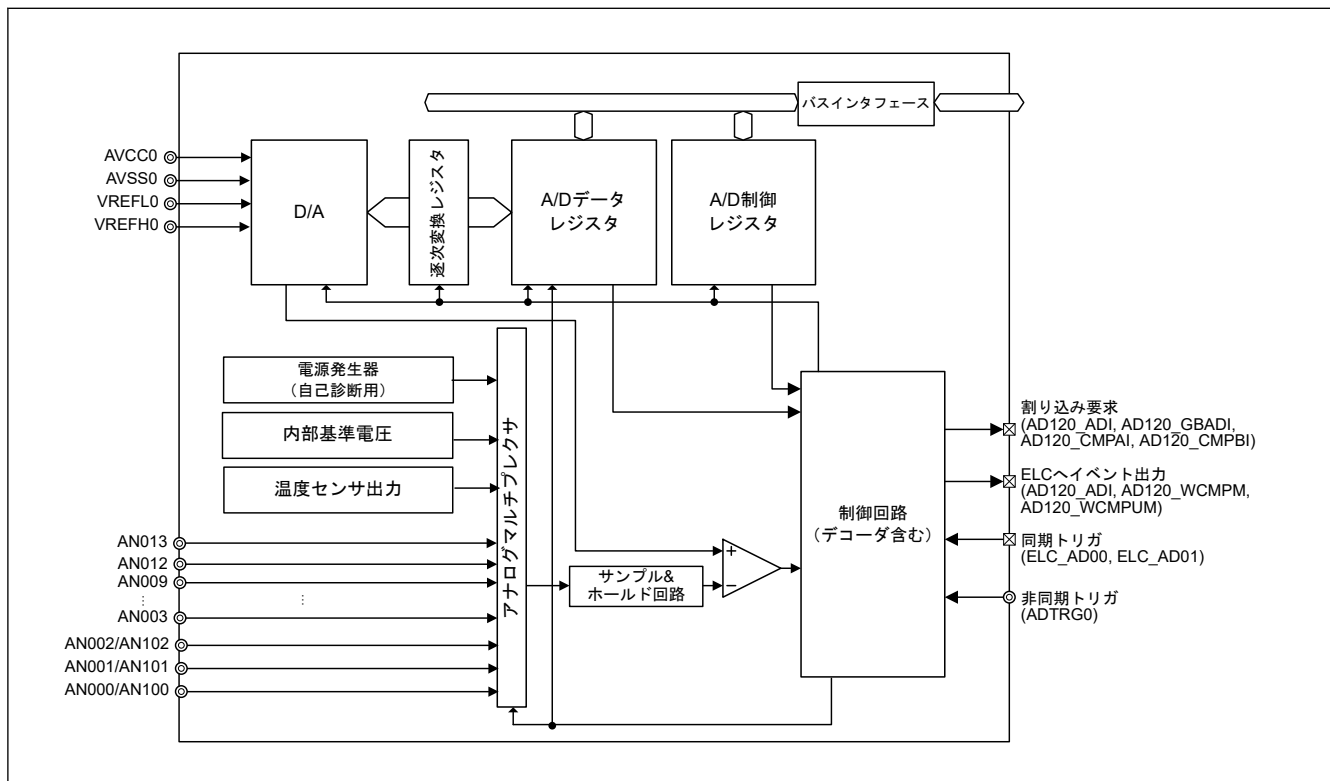 バスインタフェース
AVCC0
AVSS0
VREFL0
VREFH0
D/A
逐次変換レジスタ
A/Dデータ
レジスタ
A/D制御
レジスタ
電源発生器
（自己診断用）
内部基準電圧
温度センサ出力
アナログマルチプレクサ
AN013
AN012
AN009
…
…
AN003
AN002/AN102
AN001/AN101
AN000/AN100
サンプル&
ホールド回路
+
−
制御回路
（デコーダ含む）
割り込み要求
(AD120_ADI, AD120_GBADI,
AD120_CMPAI, AD120_CMPBI)
ELCへイベント出力
(AD120_ADI, AD120_WCMPM,
AD120_WCMPUM)
同期トリガ
(ELC_AD00, ELC_AD01)
非同期トリガ
(ADTRG0)